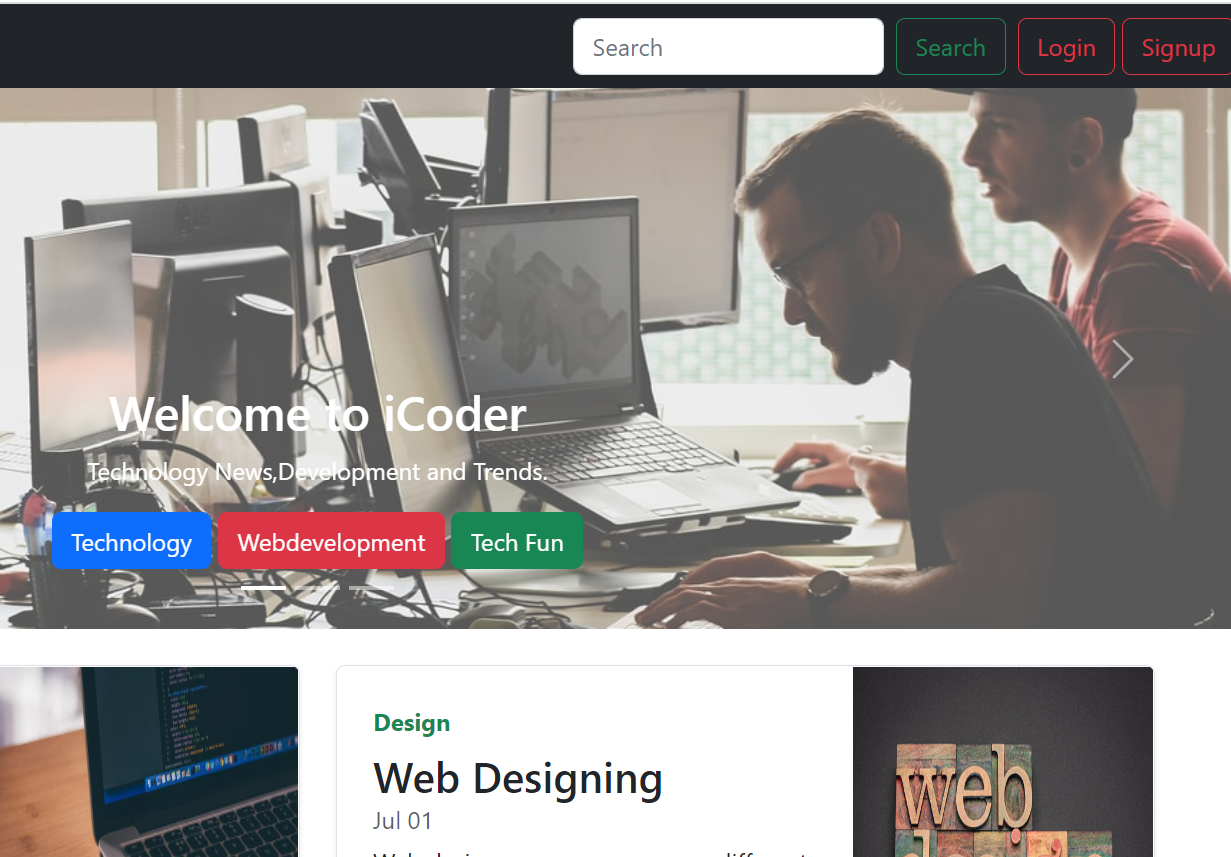 Search Search Login Signup
Welcome to iCoder
Technology News,Development and Trends.
Technology Webdevelopment Tech Fun
Design
Web Designing
Jul 01
web